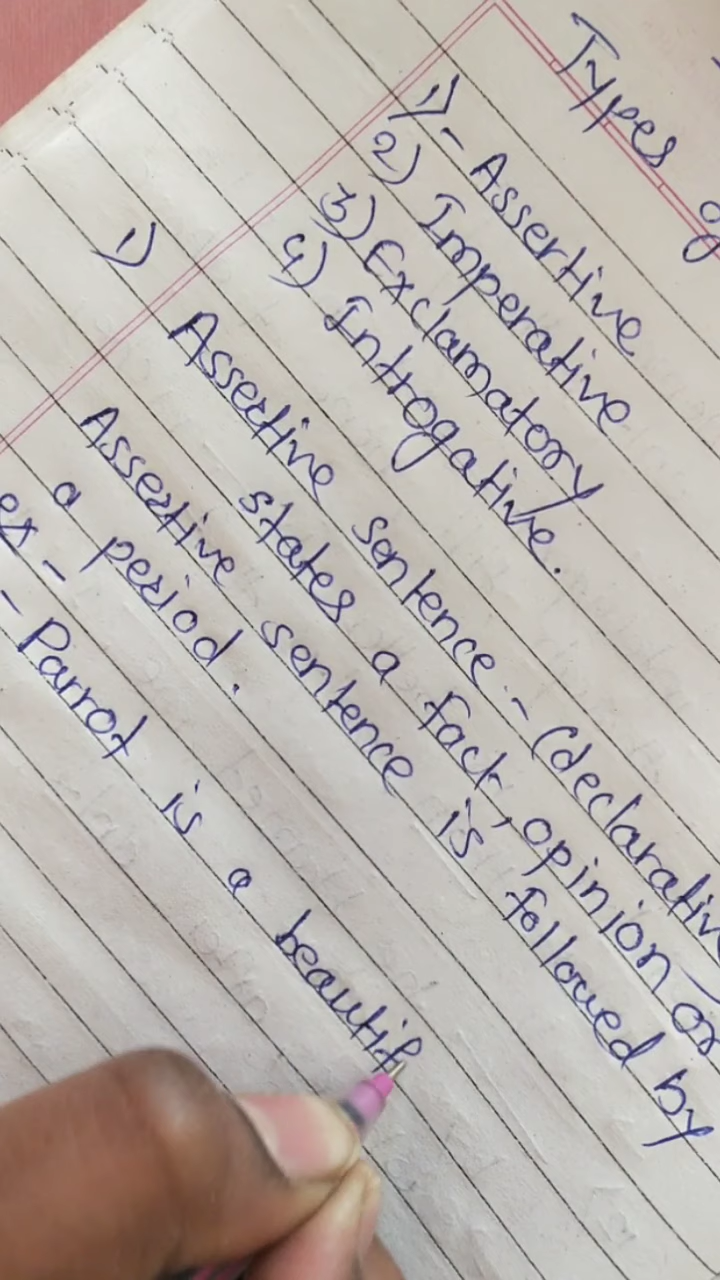 Types
1) - Assertive
2) Imperative
3) Exclamatory
4) Introgative.
1) Assertive sentence - (declarative
states a fact, opinion or
Assertive sentence is followed by
a period.
ex -
- Parrot is a beautif